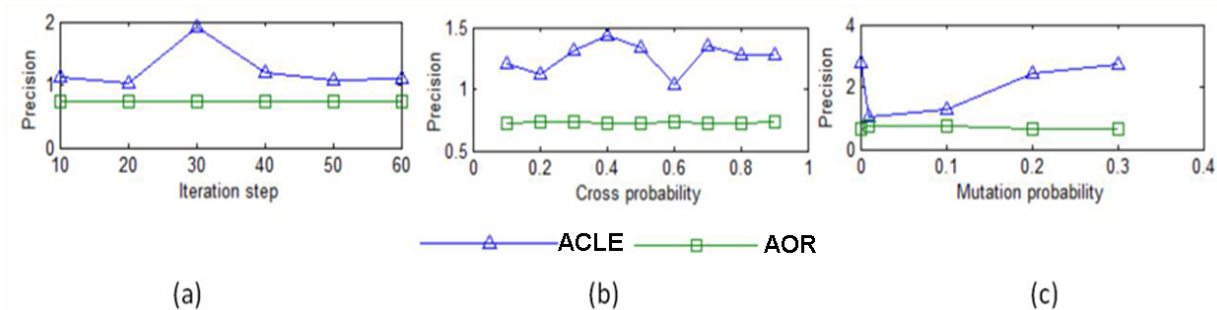 Precision
2
1
0
10 20 30 40 50 60
Iteration step
Precision
1.5
1
0.5
0 0.2 0.4 0.6 0.8 1
Cross probability
Precision
4
2
0
0 0.1 0.2 0.3 0.4
Mutation probability
ACLE AOR
(a) (b) (c)